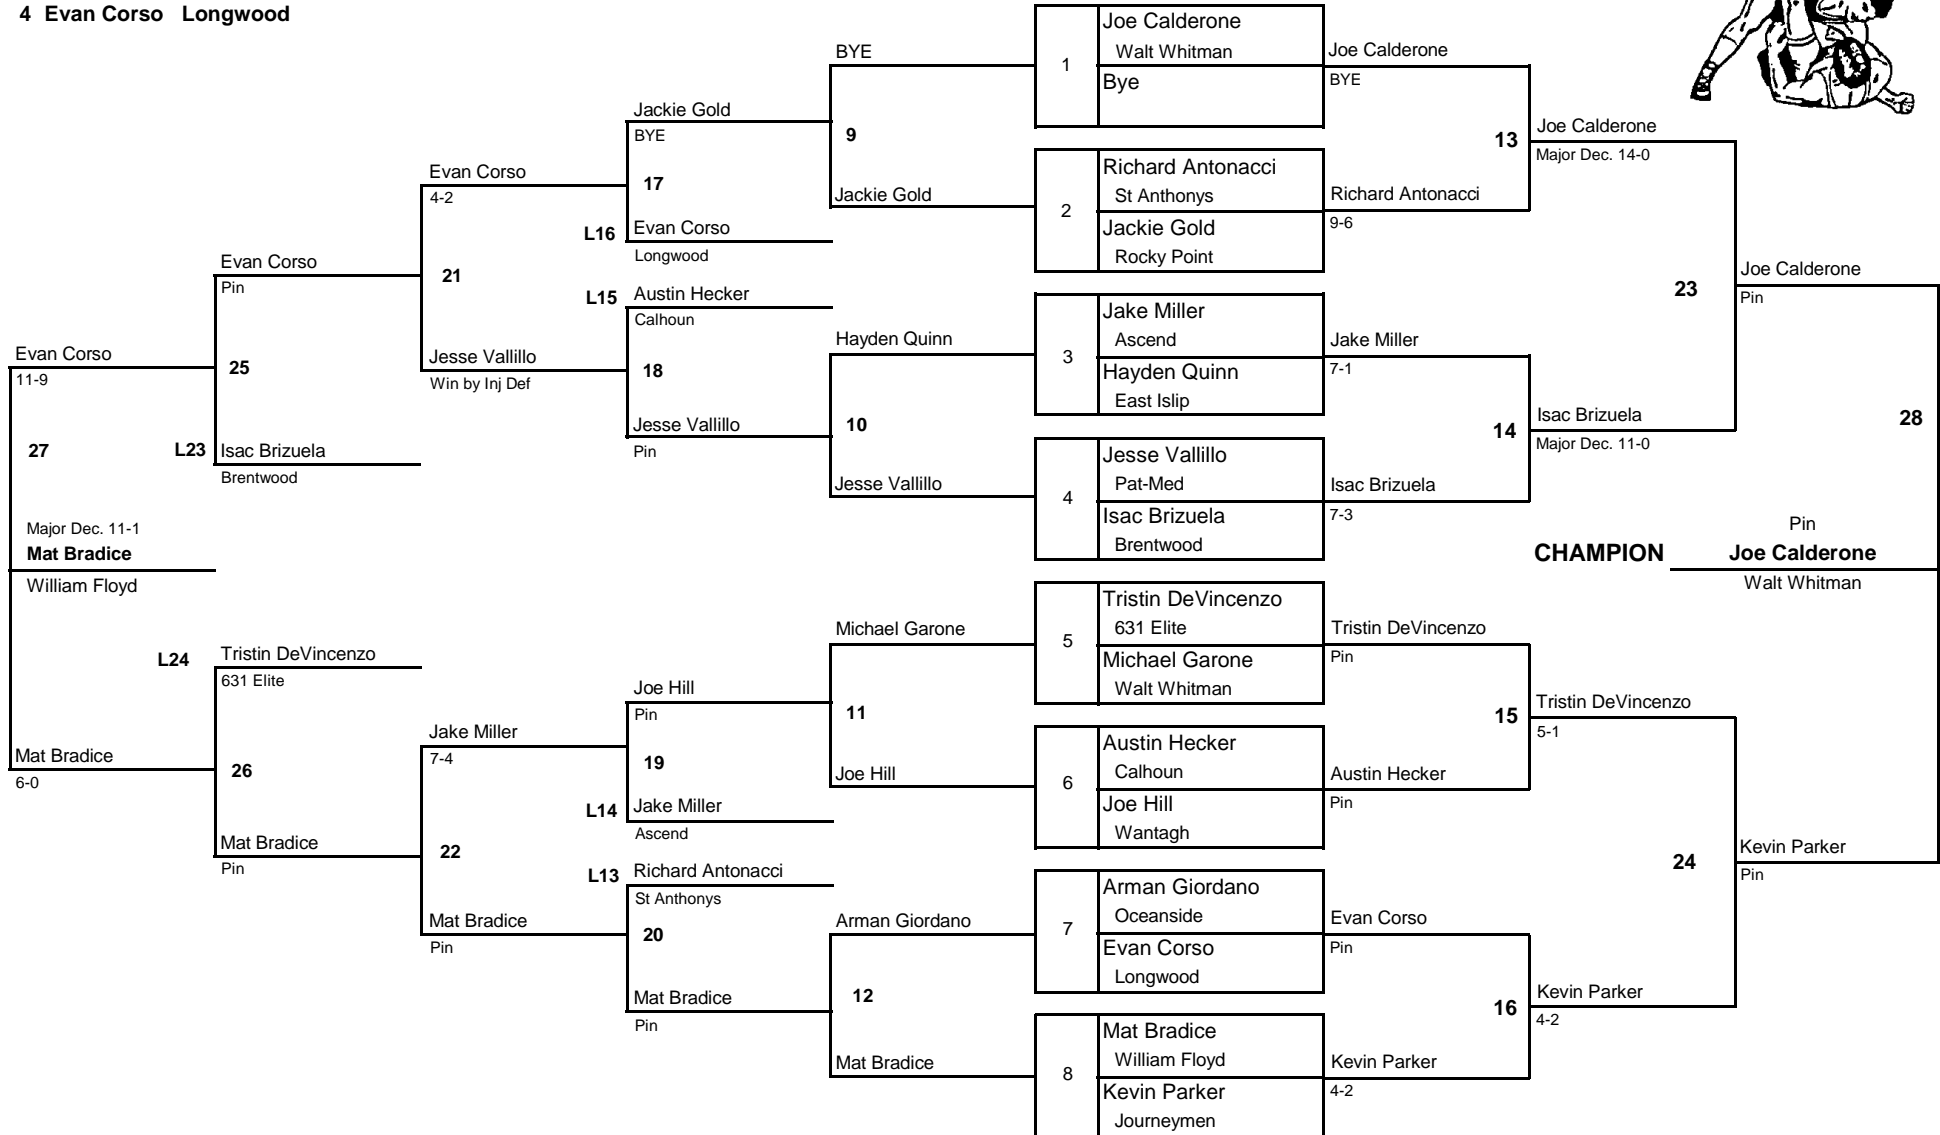 4 Evan Corso Longwood
BYE
Jackie Gold
BYE
9
Evan Corso
4-2
17
Jackie Gold
L16
Evan Corso
Longwood
Evan Corso
Pin
21
L15
Austin Hecker
Calhoun
Hayden Quinn
Evan Corso
11-9
25
Jesse Vallillo
Win by Inj Def
18
10
27
L23
Isac Brizuela
Brentwood
Jesse Vallillo
Pin
Jesse Vallillo
Major Dec. 11-1
Mat Bradice
William Floyd
L24
Tristin DeVincenzo
631 Elite
Michael Garone
Joe Hill
Pin
11
Jake Miller
7-4
19
Joe Hill
Mat Bradice
6-0
26
L14
Jake Miller
Ascend
Mat Bradice
Pin
22
L13
Richard Antonacci
St Anthonys
Mat Bradice
Pin
20
Arman Giordano
Mat Bradice
Pin
12
Mat Bradice
1
Joe Calderone
Walt Whitman
Bye
2
Richard Antonacci
St Anthonys
Jackie Gold
Rocky Point
3
Jake Miller
Ascend
Hayden Quinn
East Islip
4
Jesse Vallillo
Pat-Med
Isac Brizuela
Brentwood
5
Tristin DeVincenzo
631 Elite
Michael Garone
Walt Whitman
6
Austin Hecker
Calhoun
Joe Hill
Wantagh
7
Arman Giordano
Oceanside
Evan Corso
Longwood
8
Mat Bradice
William Floyd
Kevin Parker
Journeymen
Joe Calderone
BYE
13
Joe Calderone
Major Dec. 14-0
Richard Antonacci
9-6
23
Joe Calderone
Pin
Jake Miller
7-1
14
Isac Brizuela
Major Dec. 11-0
28
Isac Brizuela
7-3
Pin
CHAMPION Joe Calderone
Walt Whitman
Tristin DeVincenzo
Pin
15
Tristin DeVincenzo
5-1
Austin Hecker
Pin
24
Kevin Parker
Pin
Evan Corso
Pin
16
Kevin Parker
4-2
Kevin Parker
4-2